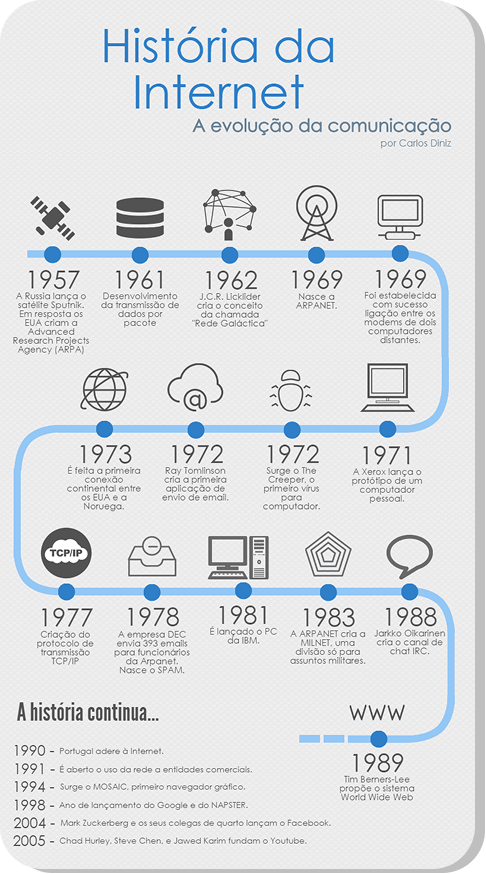 História da
Internet
A evolução da comunicação
por Carlos Diniz
1957
A Russia lança o
satélite Sputnik.
Em resposta os
EUA criam a
Advanced
Research Projects
Agency (ARPA)
1961
Desenvolvimento
da transmissão de
dados por
pacote
1962
J.C.R. Licklider
cria o conceito
da chamada
"Rede Galáctica"
1969
Nasce a
ARPANET.
1969
Foi estabelecida
com sucesso
ligação entre os
modems de dois
computadores
distantes.
1973
É feita a primeira
conexão
continental entre
os EUA e a
Noruega.
@
1972
Ray Tomlinson
cria a primeira
aplicação de
envio de email.
1972
Surge o The
Creeper, o
primeiro vírus
para
computador.
1971
A Xerox lança o
protótipo de um
computador
pessoal.
TCP/IP
1977
Criação do
protocolo de
transmissão
TCP/IP
1978
A empresa DEC
envia 393 emails
para funcionários
da Arpanet.
Nasce o SPAM.
1981
É lançado o PC
da IBM.
1983
A ARPANET cria a
MILNET, uma
divisão só para
assuntos militares.
1988
Jarkko Oikarinen
cria o canal de
chat IRC.
WWW
1989
Tim Berners-Lee
propõe o sistema
World Wide Web
A história continua...
1990 - Portugal adere à Internet.
1991 - É aberto o uso da rede a entidades comerciais.
1994 - Surge o MOSAIC, primeiro navegador gráfico.
1998 - Ano de lançamento do Google e do NAPSTER.
2004 - Mark Zuckerberg e os seus colegas de quarto lançam o Facebook.
2005 - Chad Hurley, Steve Chen, e Jawed Karim fundam o Youtube.